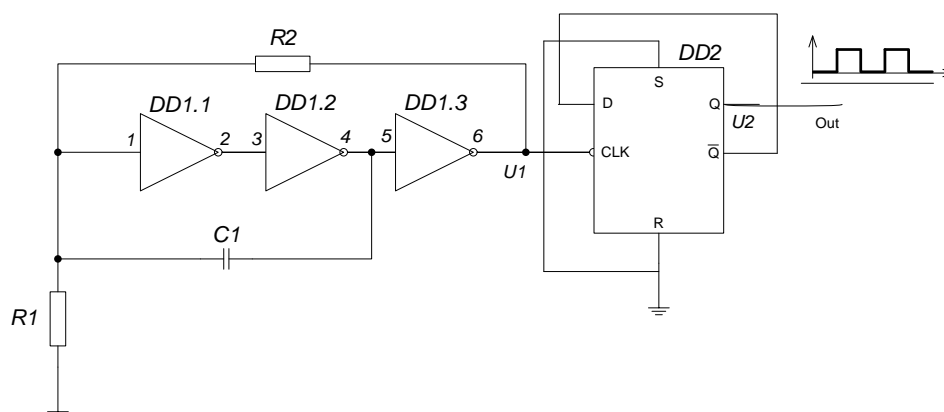 R2
DD2
S
DD1.1
DD1.2
DD1.3
D
Q
U2
Out
1
2
3
4
5
6
U1
CLK
Q̅
C1
R
R1